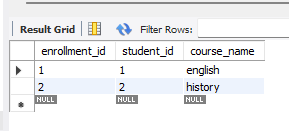 Result Grid Filter Rows:
enrollment_id student_id course_name
1 1 english
2 2 history
NULL NULL NULL